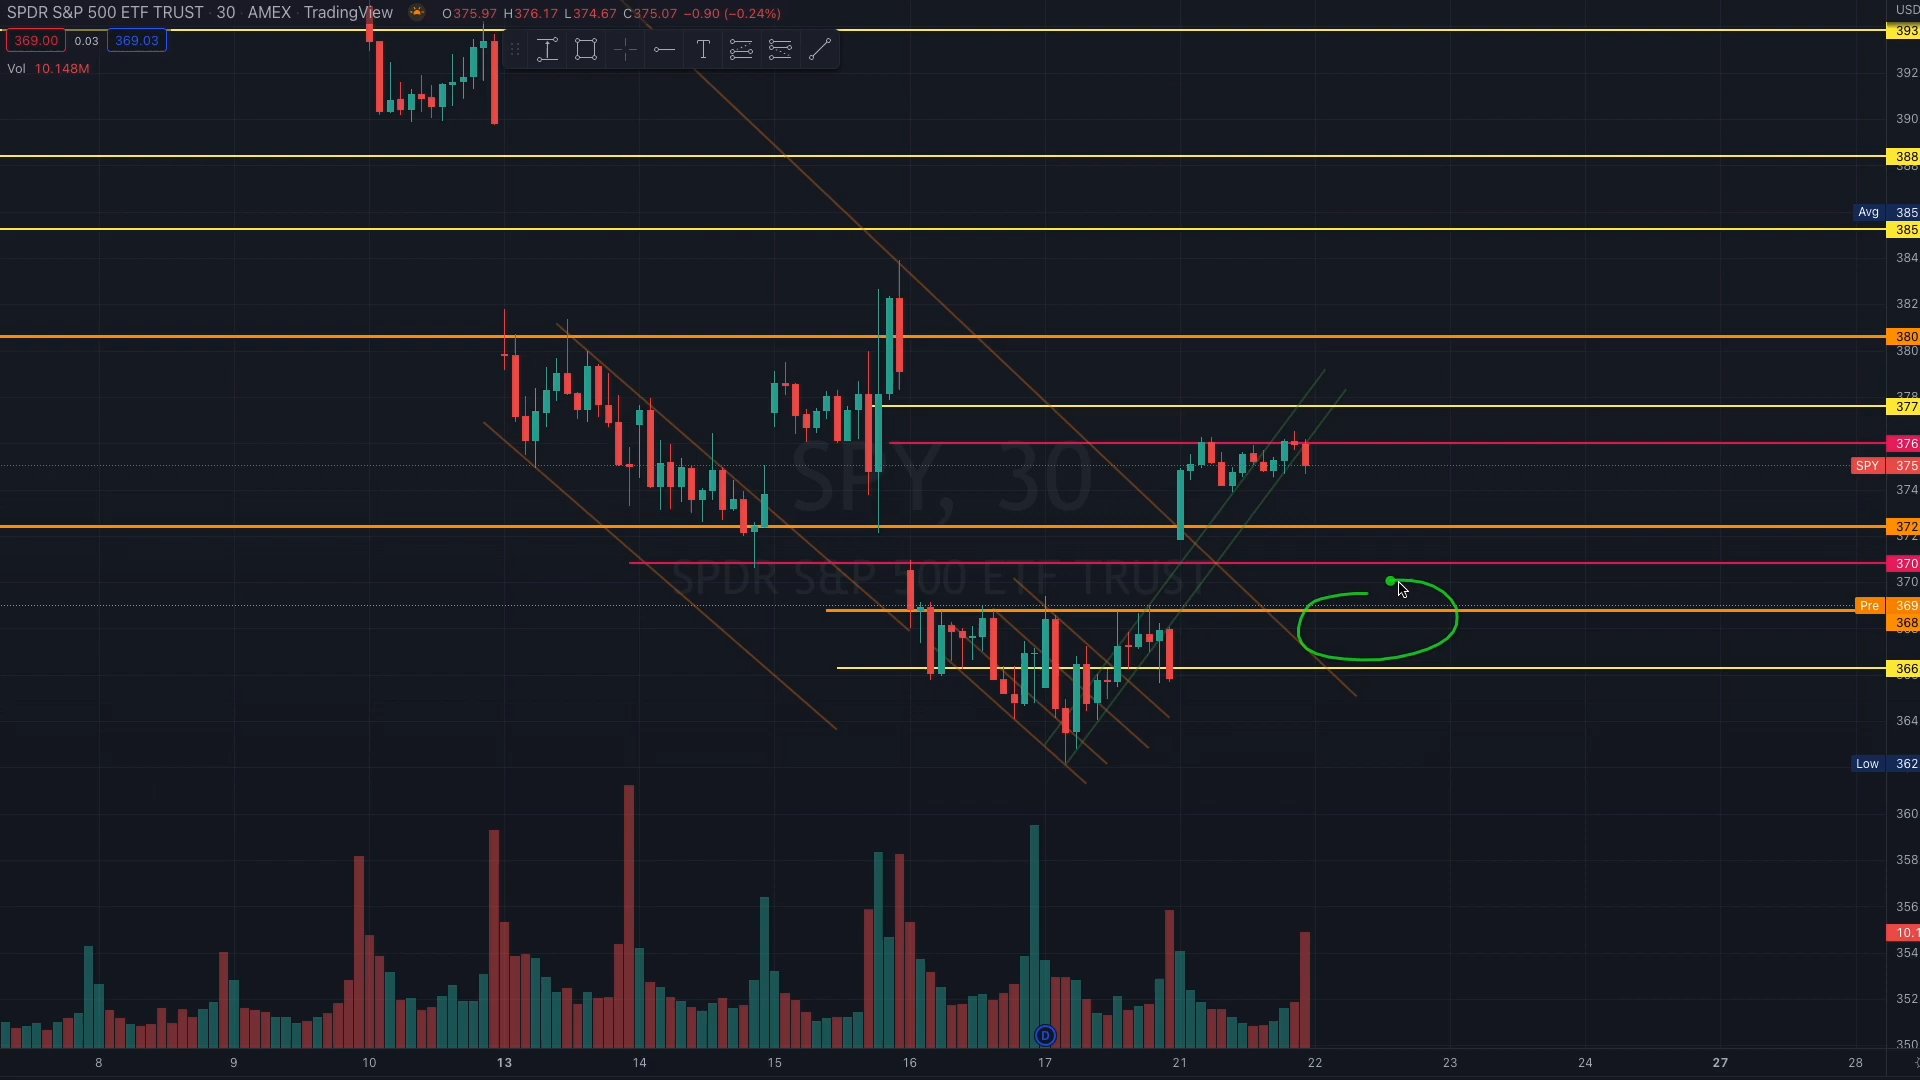 SPDR S&P 500 ETF TRUST · 30 · AMEX · TradingView O375.97 H376.17 L374.67 C375.07 −0.90 (−0.24%)
USD
369.00 0.03 369.03
Vol 10.148M
T
393
392
390
388
Avg 385
385
384
382
380
380
378
377
376
SPY 375
374
372
372
370
370
Pre 369
368
366
364
Low 362
360
358
356
10.1
354
352
350
SPY, 30
SPDR S&P 500 ETF TRUST
D
8 9 10 13 14 15 16 17 21 22 23 24 27 28